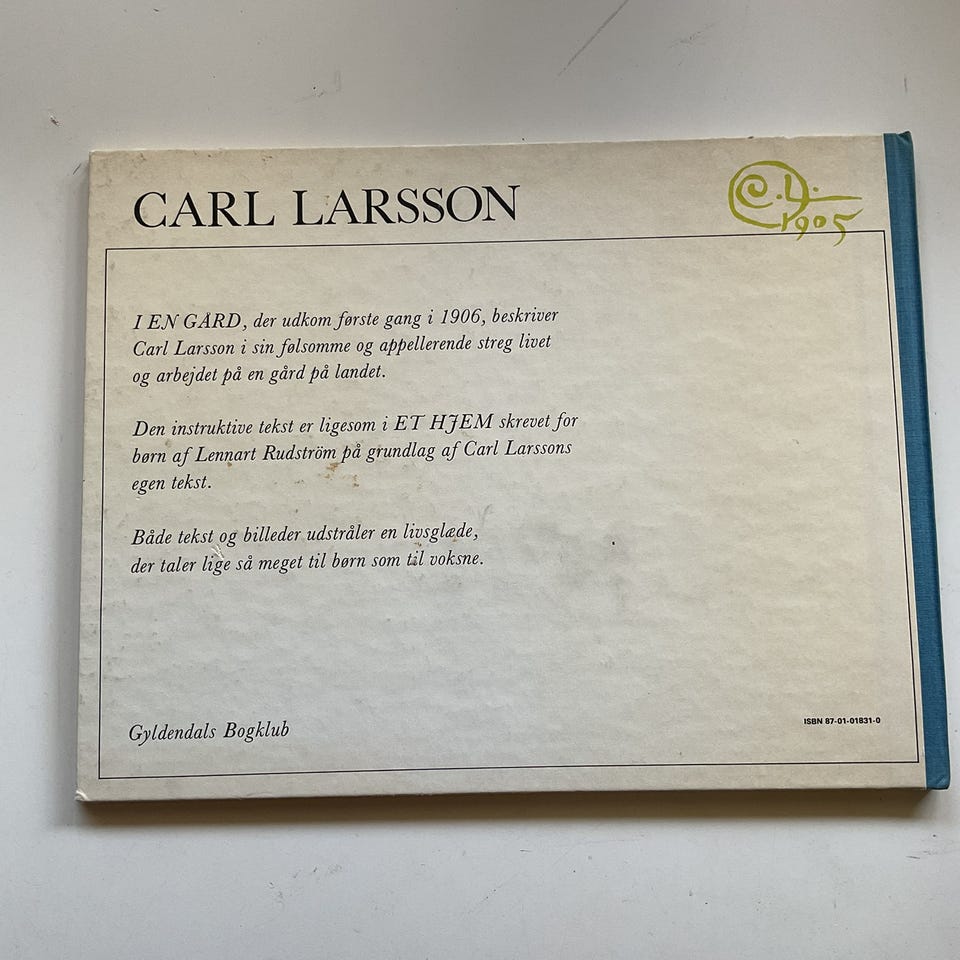 CARL LARSSON
C.L.
1905
I EN GÅRD, der udkom første gang i 1906, beskriver
Carl Larsson i sin følsomme og appellerende streg livet
og arbejdet på en gård på landet.
Den instruktive tekst er ligesom i ET HJEM skrevet for
børn af Lennart Rudström på grundlag af Carl Larssons
egen tekst.
Både tekst og billeder udstråler en livsglæde,
der taler lige så meget til børn som til voksne.
Gyldendals Bogklub
ISBN 87-01-01831-0